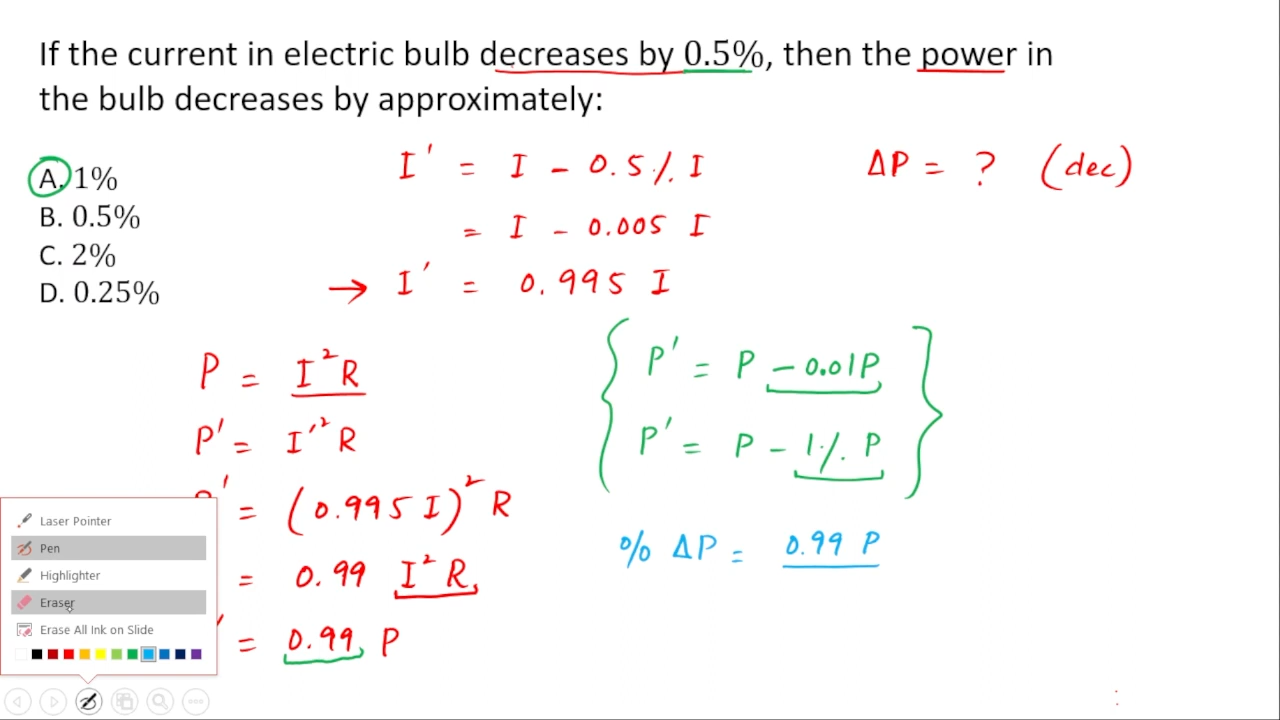 If the current in electric bulb decreases by 0.5%, then the power in
the bulb decreases by approximately:
A. 1%
B. 0.5%
C. 2%
D. 0.25%
I' = I - 0.5% I
= I - 0.005 I
→ I' = 0.995 I
ΔP = ? (dec)
P = I²R
P' = I'²R
P' = (0.995 I)² R
= 0.99 I²R
' = 0.99 P
{ P' = P - 0.01P
P' = P - 1% P }
% ΔP = 0.99 P
Laser Pointer
Pen
Highlighter
Eraser
Erase All Ink on Slide